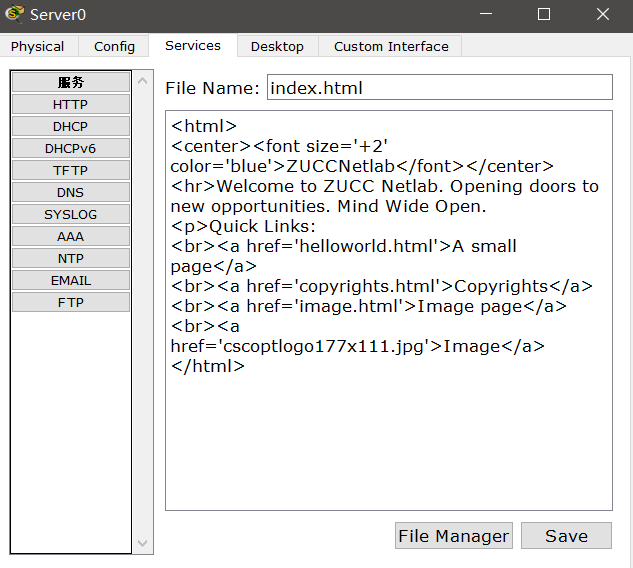 Server0
Physical Config Services Desktop Custom Interface
服务
HTTP
DHCP
DHCPv6
TFTP
DNS
SYSLOG
AAA
NTP
EMAIL
FTP
File Name: index.html
<html>
<center><font size='+2'
color='blue'>ZUCCNetlab</font></center>
<hr>Welcome to ZUCC Netlab. Opening doors to
new opportunities. Mind Wide Open.
<p>Quick Links:
<br><a href='helloworld.html'>A small
page</a>
<br><a href='copyrights.html'>Copyrights</a>
<br><a href='image.html'>Image page</a>
<br><a
href='cscoptlogo177x111.jpg'>Image</a>
</html>
File Manager Save